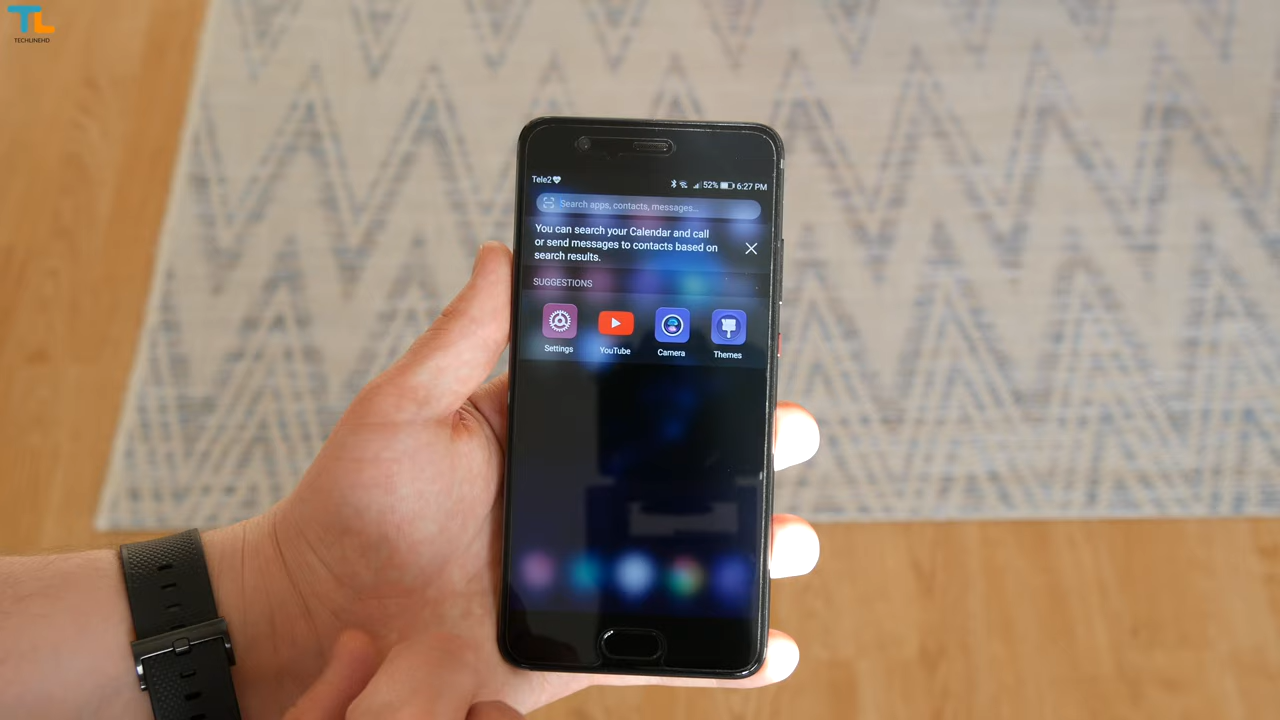 TL
TECHLINEHD
Tele2
52% 6:27 PM
Search apps, contacts, messages...
You can search your Calendar and call
or send messages to contacts based on
search results.
SUGGESTIONS
Settings YouTube Camera Themes